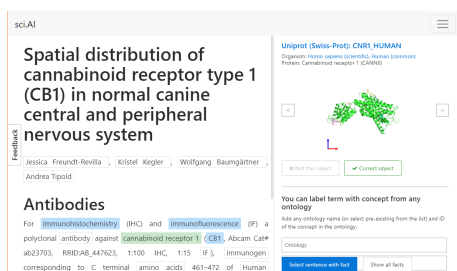 sci.AI
Spatial distribution of
cannabinoid receptor type 1
(CB1) in normal canine
central and peripheral
nervous system
Jessica Freundt-Revilla , Kristel Kegler , Wolfgang Baumgärtner ,
Andrea Tipold
Antibodies
For immunohistochemistry (IHC) and immunofluorescence (IF) a
polyclonal antibody against cannabinoid receptor 1 ( CB1 , Abcam Cat#
ab23703, RRID:AB_447623, 1:100 IHC, 1:15 IF ), immunogen
corresponding to C terminal amino acids 461–472 of Human
Feedback
Uniprot (Swiss-Prot): CNR1_HUMAN
Organism: Homo sapiens (scientific), Human (common)
Protein: Cannabinoid receptor 1 (CANN6)
<
>
✖ Not this object
✔ Correct object
You can label term with concept from any
ontology
Add any ontology name (or select pre-existing from the list) and ID
of the concept in the ontology.
Ontology
Select sentence with fact
Show all facts